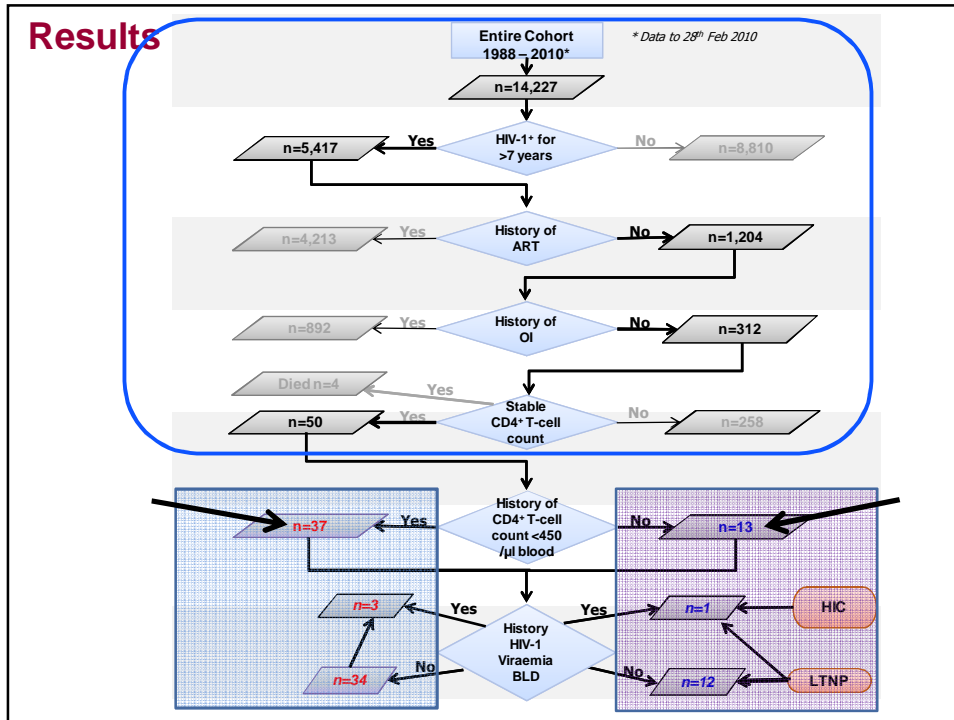 Results
Entire Cohort
1988 – 2010*
* Data to 28th Feb 2010
n=14,227
HIV-1+ for
>7 years
Yes
n=5,417
No
n=8,810
History of
ART
Yes
n=4,213
No
n=1,204
History of
OI
Yes
n=892
No
n=312
Died n=4
Yes
Stable
CD4+ T-cell
count
Yes
n=50
No
n=258
History of
CD4+ T-cell
count <450
/µl blood
Yes
n=37
No
n=13
History
HIV-1
Viraemia
BLD
Yes
n=3
Yes
n=1
HIC
No
n=34
No
n=12
LTNP